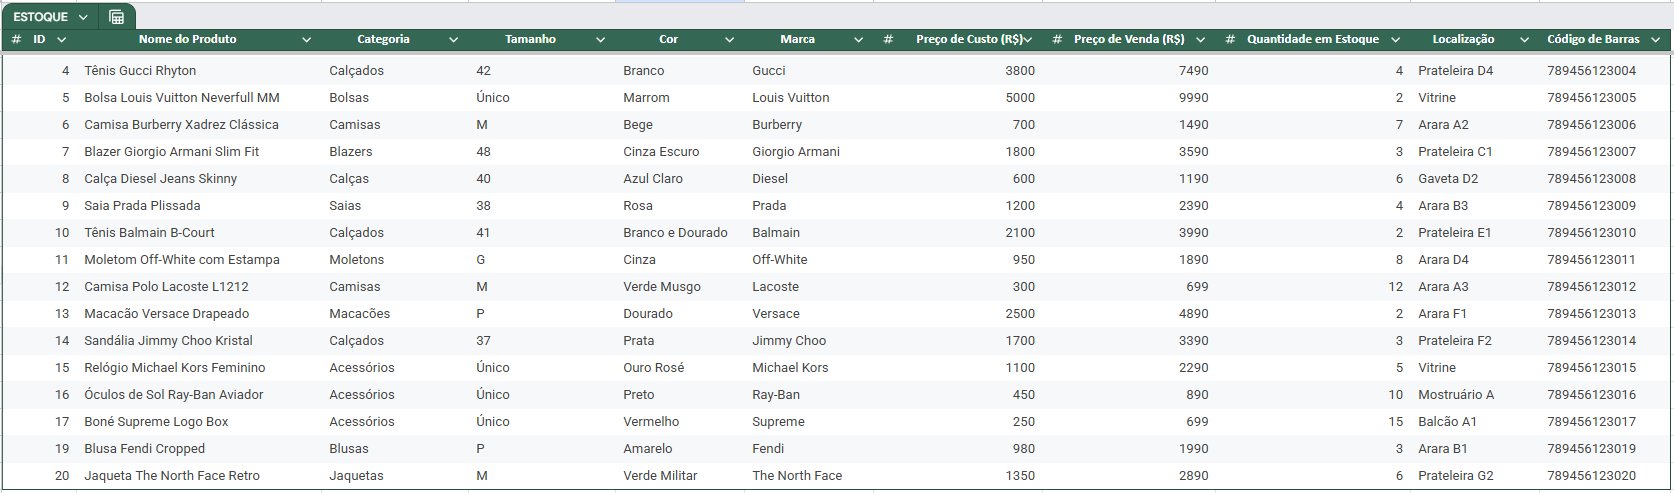 ESTOQUE
# ID Nome do Produto Categoria Tamanho Cor Marca # Preço de Custo (R$) # Preço de Venda (R$) # Quantidade em Estoque Localização Código de Barras
4 Tênis Gucci Rhyton Calçados 42 Branco Gucci 3800 7490 4 Prateleira D4 789456123004
5 Bolsa Louis Vuitton Neverfull MM Bolsas Único Marrom Louis Vuitton 5000 9990 2 Vitrine 789456123005
6 Camisa Burberry Xadrez Clássica Camisas M Bege Burberry 700 1490 7 Arara A2 789456123006
7 Blazer Giorgio Armani Slim Fit Blazers 48 Cinza Escuro Giorgio Armani 1800 3590 3 Prateleira C1 789456123007
8 Calça Diesel Jeans Skinny Calças 40 Azul Claro Diesel 600 1190 6 Gaveta D2 789456123008
9 Saia Prada Plissada Saias 38 Rosa Prada 1200 2390 4 Arara B3 789456123009
10 Tênis Balmain B-Court Calçados 41 Branco e Dourado Balmain 2100 3990 2 Prateleira E1 789456123010
11 Moletom Off-White com Estampa Moletons G Cinza Off-White 950 1890 8 Arara D4 789456123011
12 Camisa Polo Lacoste L1212 Camisas M Verde Musgo Lacoste 300 699 12 Arara A3 789456123012
13 Macacão Versace Drapeado Macacões P Dourado Versace 2500 4890 2 Arara F1 789456123013
14 Sandália Jimmy Choo Kristal Calçados 37 Prata Jimmy Choo 1700 3390 3 Prateleira F2 789456123014
15 Relógio Michael Kors Feminino Acessórios Único Ouro Rosé Michael Kors 1100 2290 5 Vitrine 789456123015
16 Óculos de Sol Ray-Ban Aviador Acessórios Único Preto Ray-Ban 450 890 10 Mostruário A 789456123016
17 Boné Supreme Logo Box Acessórios Único Vermelho Supreme 250 699 15 Balcão A1 789456123017
19 Blusa Fendi Cropped Blusas P Amarelo Fendi 980 1990 3 Arara B1 789456123019
20 Jaqueta The North Face Retro Jaquetas M Verde Militar The North Face 1350 2890 6 Prateleira G2 789456123020